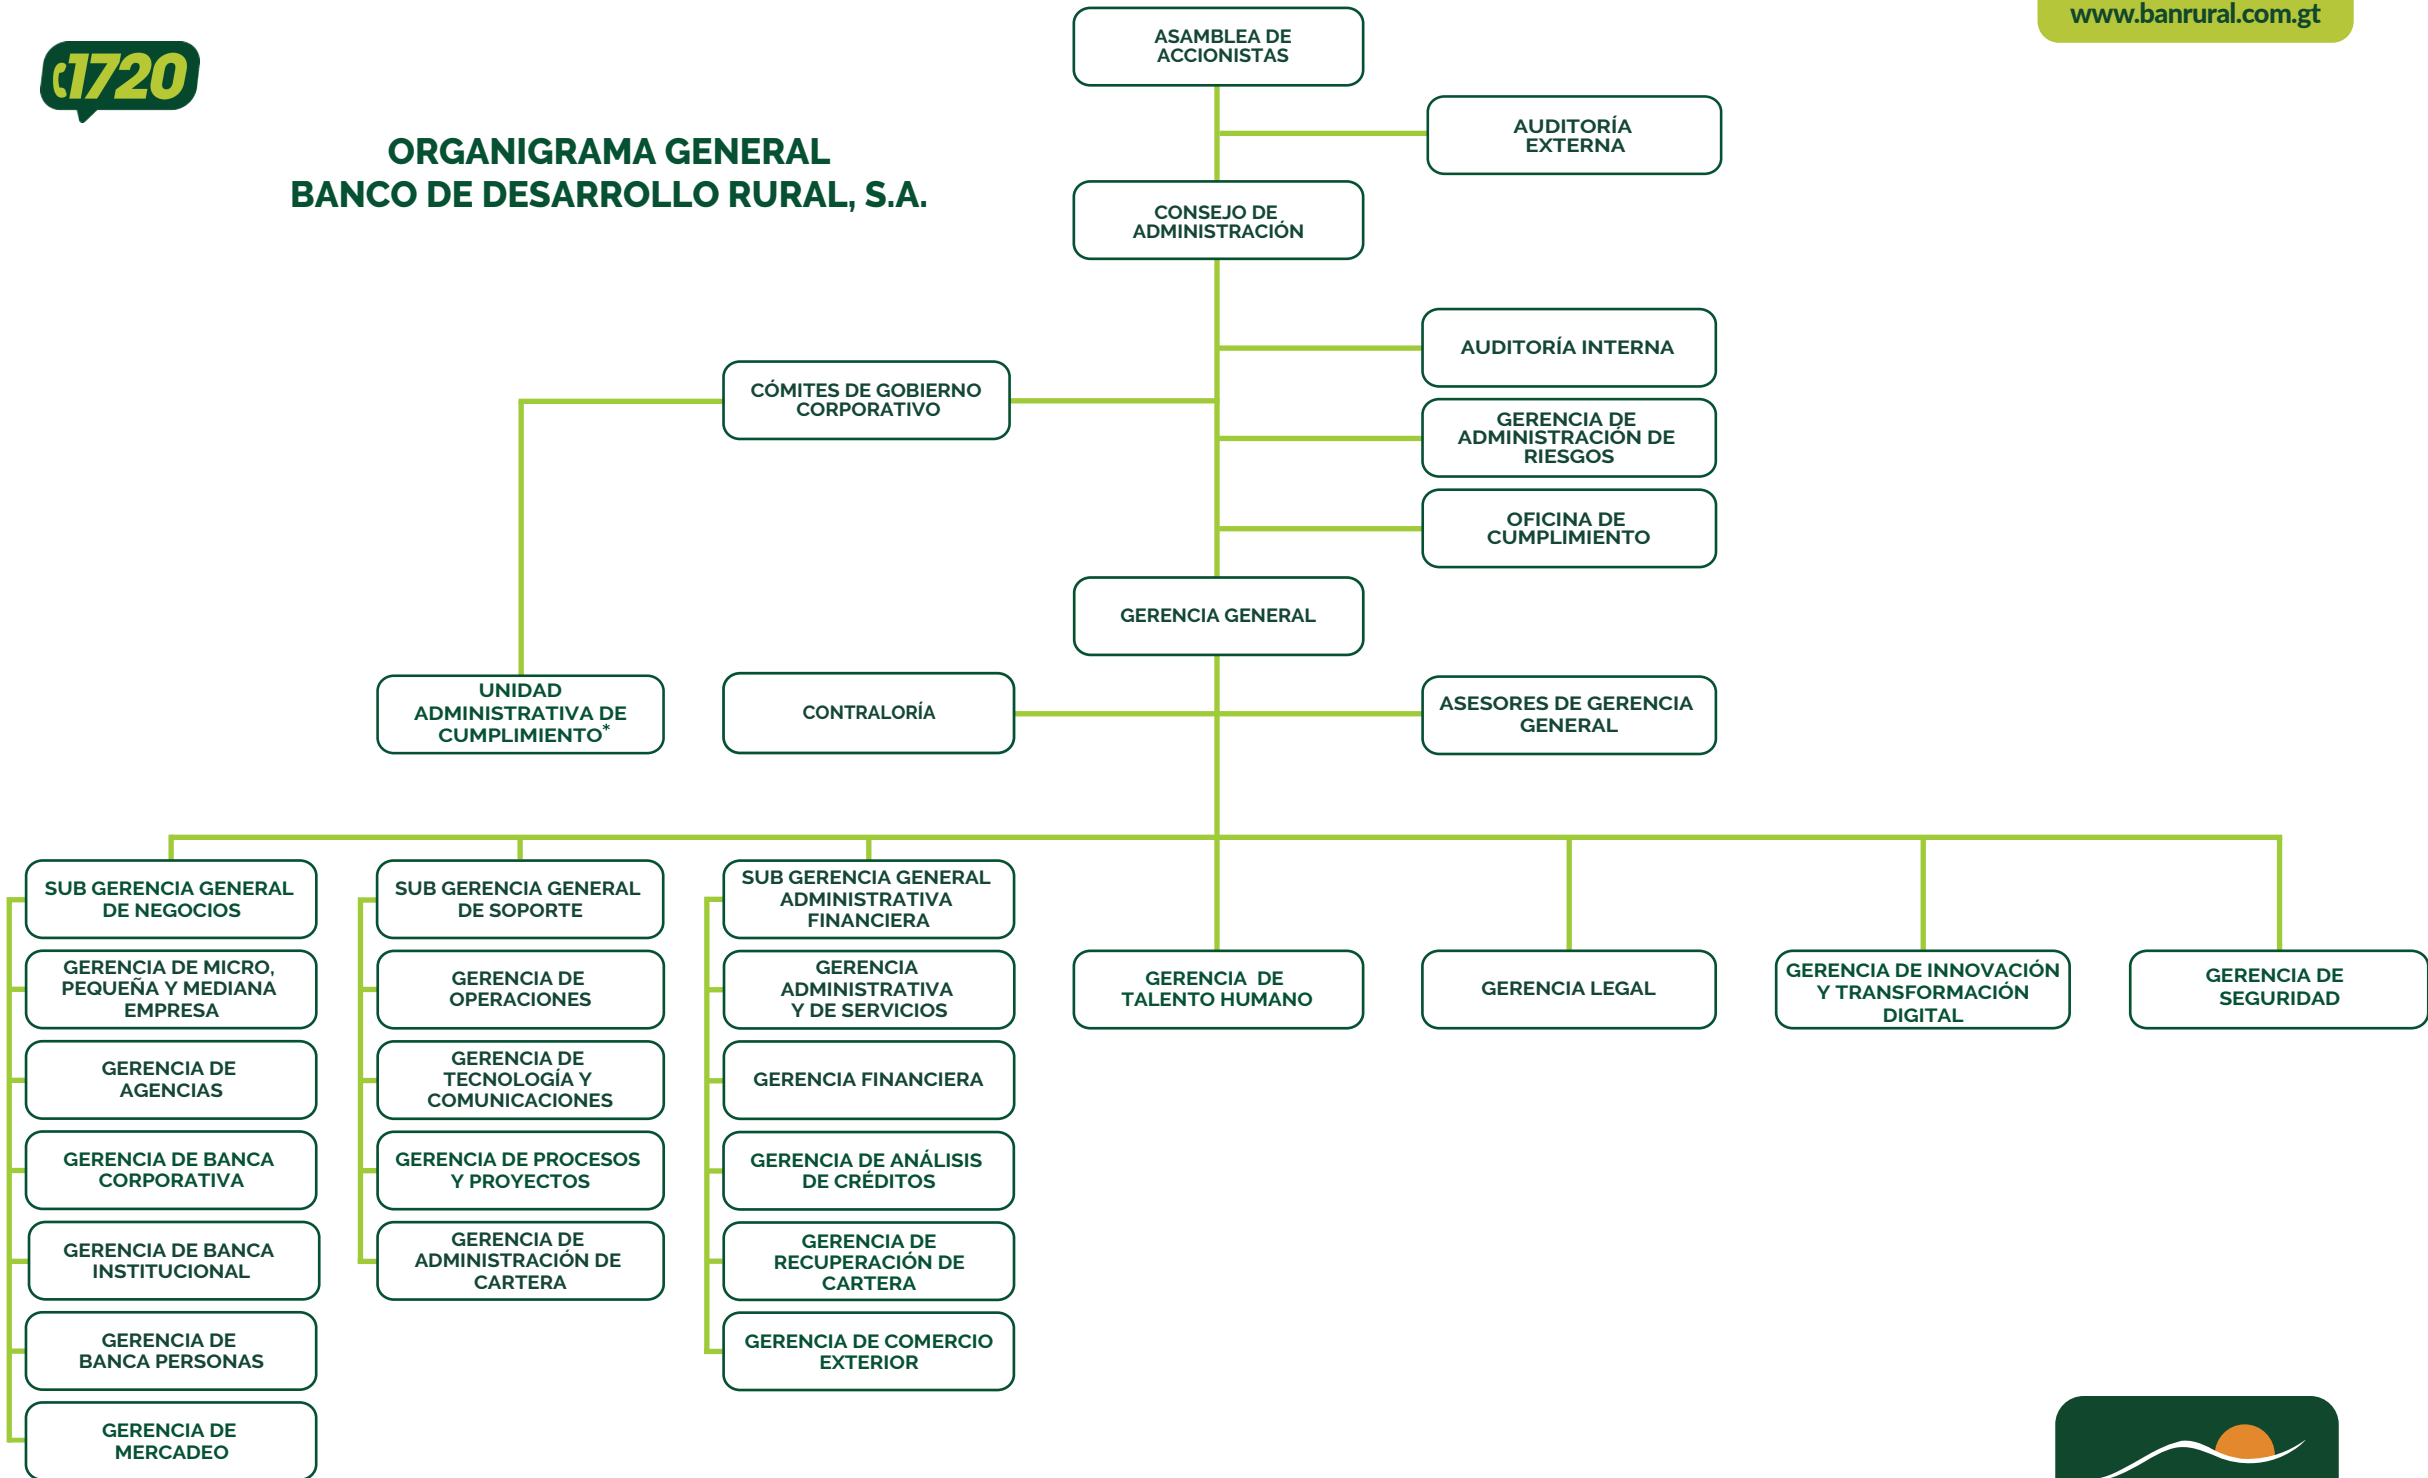 www.banrural.com.gt
1720
ORGANIGRAMA GENERAL
BANCO DE DESARROLLO RURAL, S.A.
ASAMBLEA DE
ACCIONISTAS
AUDITORÍA
EXTERNA
CONSEJO DE
ADMINISTRACIÓN
AUDITORÍA INTERNA
CÓMITES DE GOBIERNO
CORPORATIVO
GERENCIA DE
ADMINISTRACIÓN DE
RIESGOS
OFICINA DE
CUMPLIMIENTO
GERENCIA GENERAL
UNIDAD
ADMINISTRATIVA DE
CUMPLIMIENTO*
CONTRALORÍA
ASESORES DE GERENCIA
GENERAL
SUB GERENCIA GENERAL
DE NEGOCIOS
GERENCIA DE MICRO,
PEQUEÑA Y MEDIANA
EMPRESA
GERENCIA DE
AGENCIAS
GERENCIA DE BANCA
CORPORATIVA
GERENCIA DE BANCA
INSTITUCIONAL
GERENCIA DE
BANCA PERSONAS
GERENCIA DE
MERCADEO
SUB GERENCIA GENERAL
DE SOPORTE
GERENCIA DE
OPERACIONES
GERENCIA DE
TECNOLOGÍA Y
COMUNICACIONES
GERENCIA DE PROCESOS
Y PROYECTOS
GERENCIA DE
ADMINISTRACIÓN DE
CARTERA
SUB GERENCIA GENERAL
ADMINISTRATIVA
FINANCIERA
GERENCIA
ADMINISTRATIVA
Y DE SERVICIOS
GERENCIA FINANCIERA
GERENCIA DE ANÁLISIS
DE CRÉDITOS
GERENCIA DE
RECUPERACIÓN DE
CARTERA
GERENCIA DE COMERCIO
EXTERIOR
GERENCIA DE
TALENTO HUMANO
GERENCIA LEGAL
GERENCIA DE INNOVACIÓN
Y TRANSFORMACIÓN
DIGITAL
GERENCIA DE
SEGURIDAD